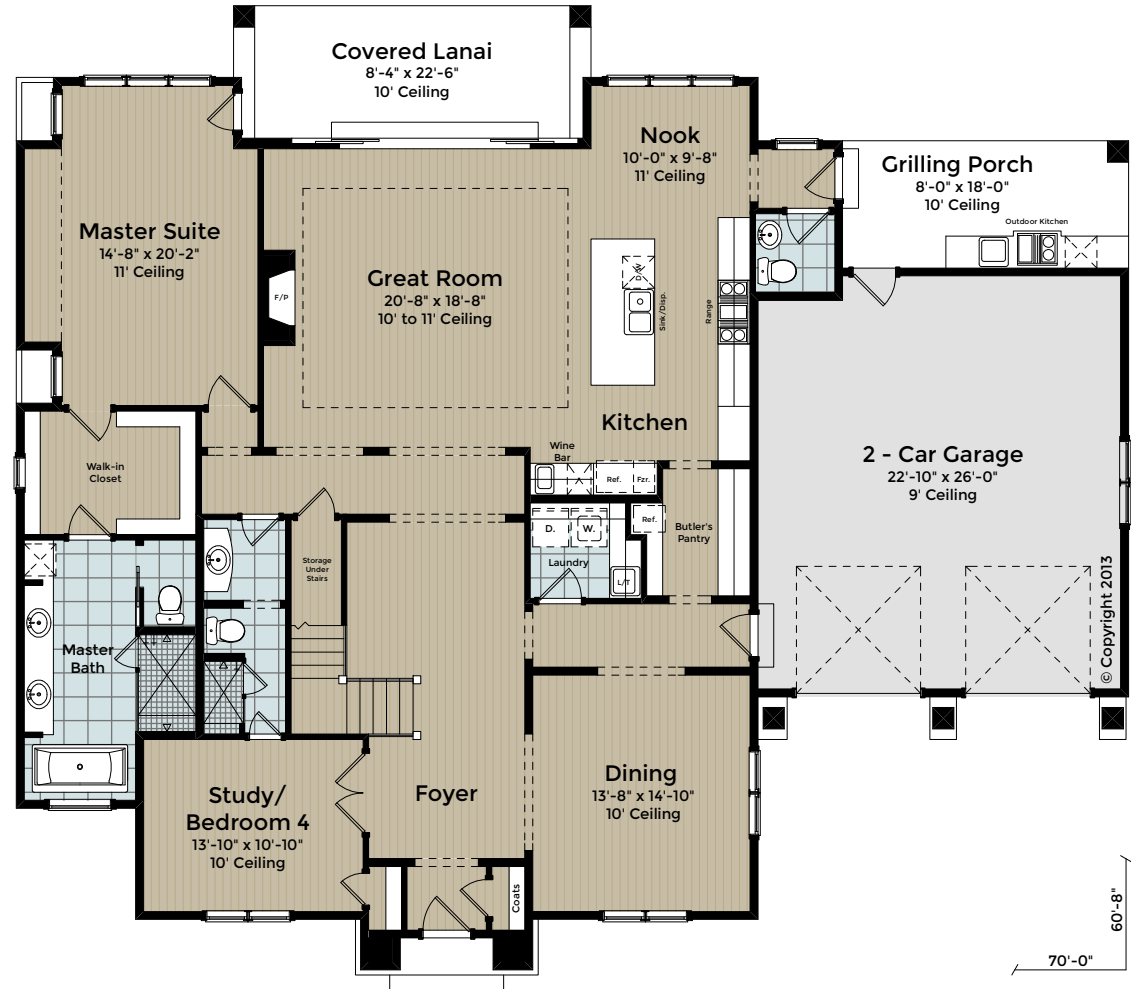 Covered Lanai
8'-4" x 22'-6"
10' Ceiling
Nook
10'-0" x 9'-8"
11' Ceiling
Grilling Porch
8'-0" x 18'-0"
10' Ceiling
Outdoor Kitchen
Master Suite
14'-8" x 20'-2"
11' Ceiling
F/P
Great Room
20'-8" x 18'-8"
10' to 11' Ceiling
D/W
Sink/Disp.
Range
Kitchen
Wine
Bar
Ref.
Frz.
2 - Car Garage
22'-10" x 26'-0"
9' Ceiling
© Copyright 2013
Walk-in
Closet
Storage
Under
Stairs
D.
W.
Laundry
L/T
Ref.
Butler's
Pantry
Master
Bath
Study/
Bedroom 4
13'-10" x 10'-10"
10' Ceiling
Foyer
Dining
13'-8" x 14'-10"
10' Ceiling
Coats
60'-8"
70'-0"